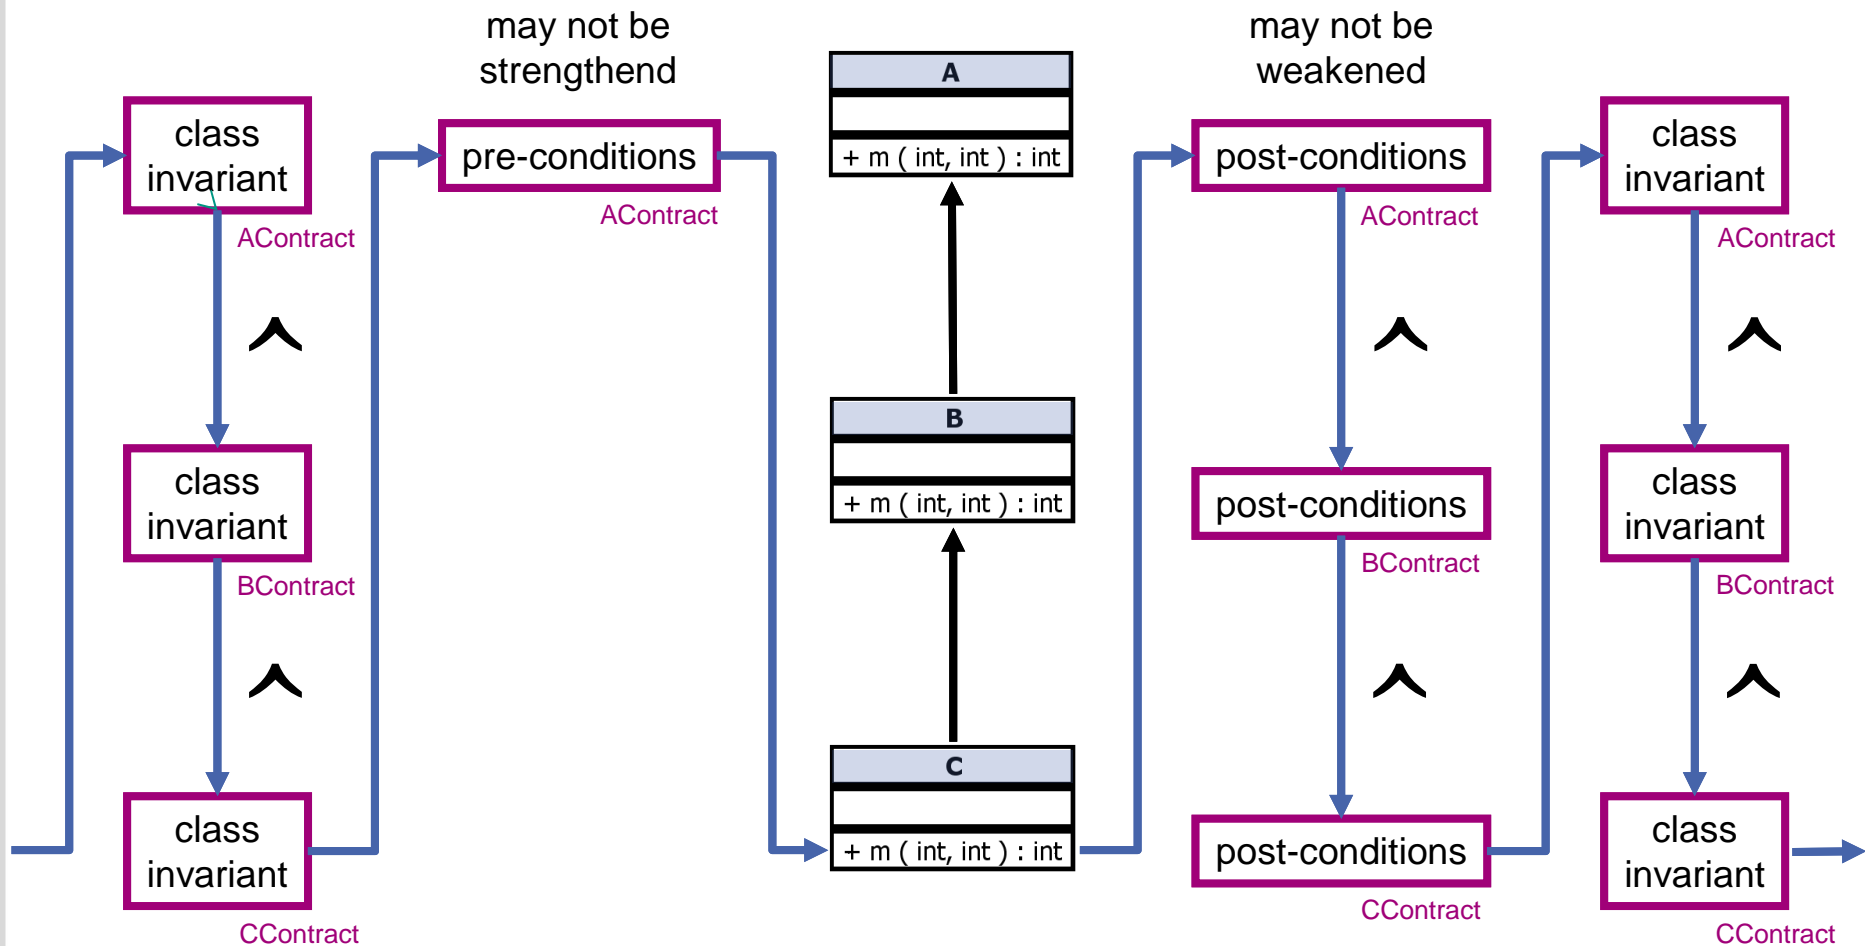 may not be
strengthend
may not be
weakened
class
invariant
AContract
class
invariant
BContract
class
invariant
CContract
pre-conditions
AContract
A
+ m ( int, int ) : int
B
+ m ( int, int ) : int
C
+ m ( int, int ) : int
post-conditions
AContract
post-conditions
BContract
post-conditions
CContract
class
invariant
AContract
class
invariant
BContract
class
invariant
CContract